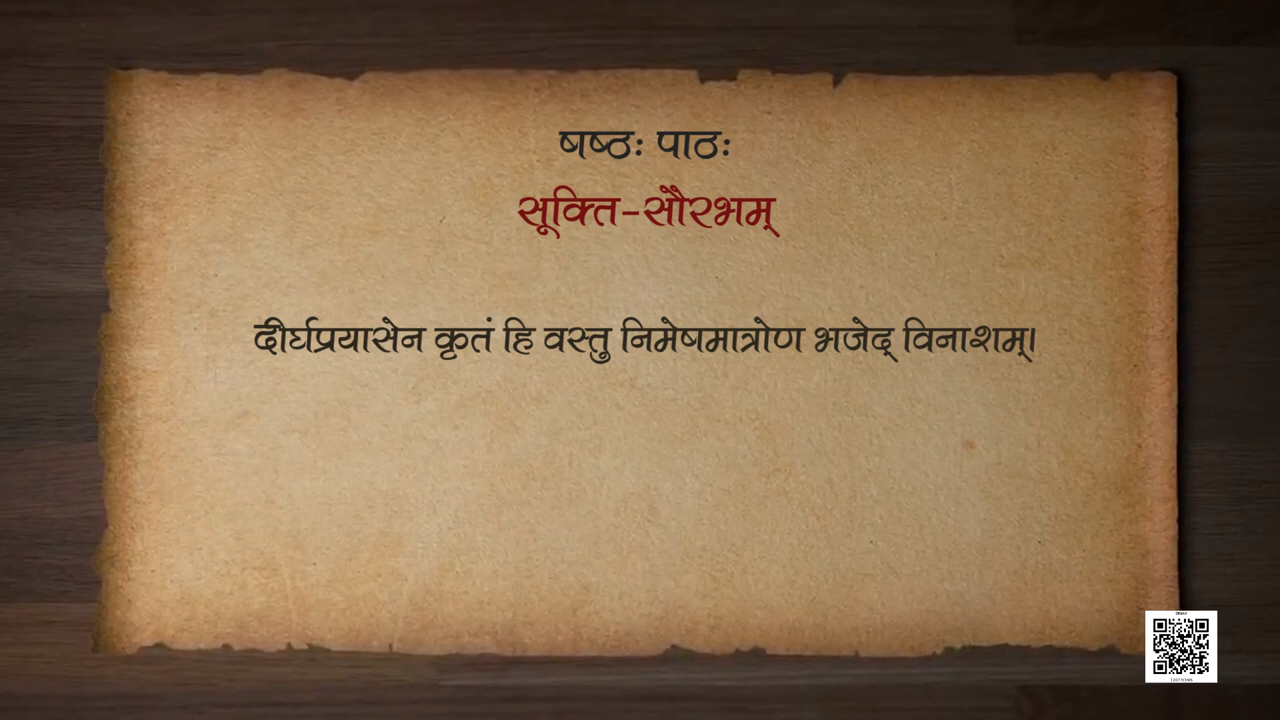 षष्ठः पाठः
सूक्ति-सौरभम्
दीर्घप्रयासेन कृतं हि वस्तु निमेषमात्रोण भजेद् विनाशम्।